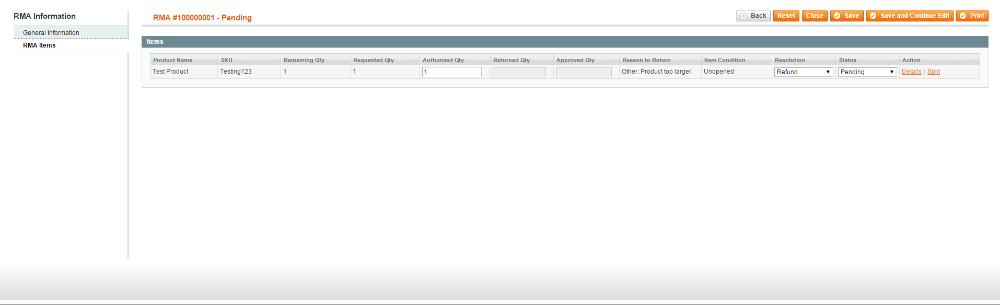 RMA Information
General Information
RMA Items
RMA #100000001 - Pending
Back Reset Close Save Save and Continue Edit Print
Items
Product Name SKU Remaining Qty Requested Qty Authorized Qty Returned Qty Approved Qty Reason to Return Item Condition Resolution Status Action
Test Product Testing123 1 1 1 Other: Product too large! Unopened Refund Pending Details | Split